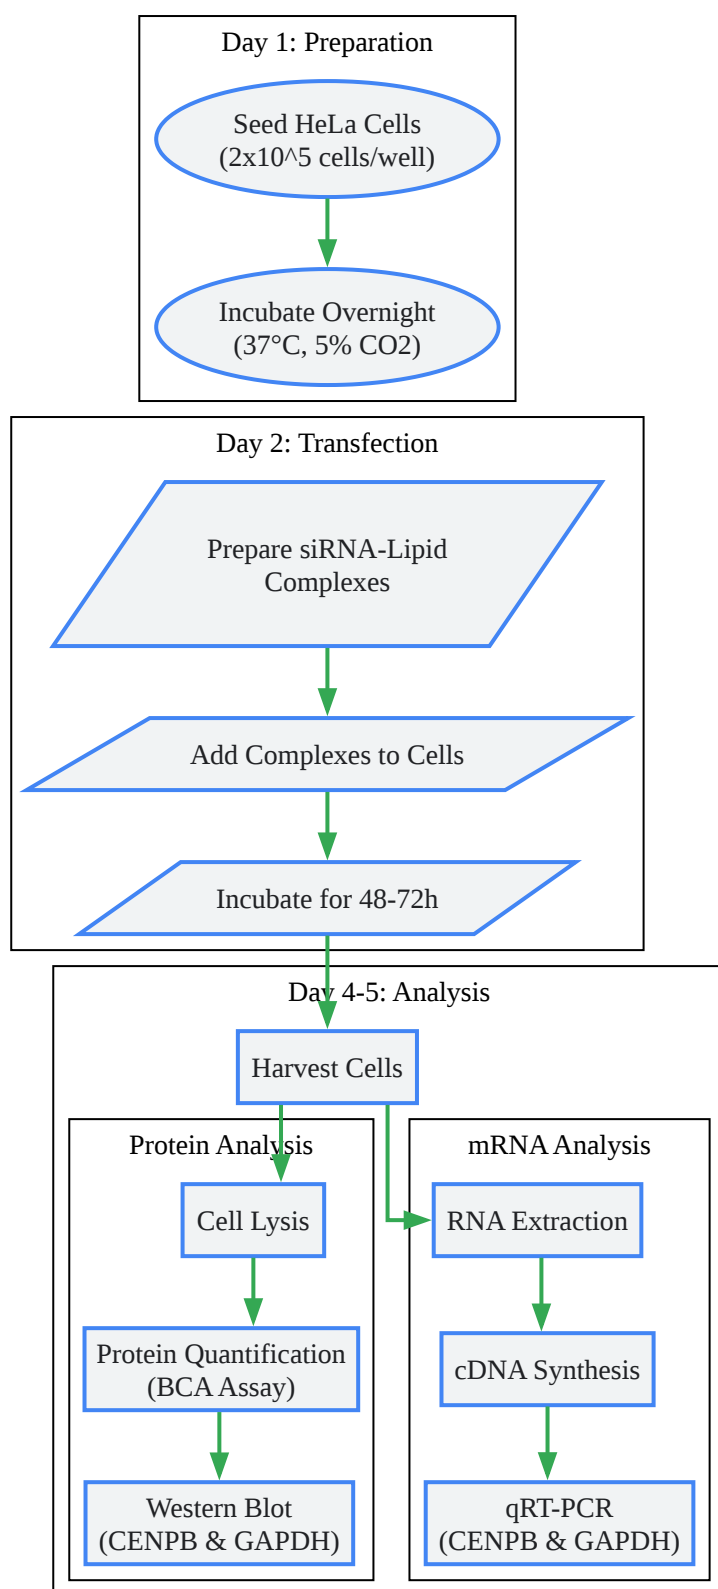 Day 1: Preparation
Seed HeLa Cells
(2x10^5 cells/well)
Incubate Overnight
(37°C, 5% CO2)
Day 2: Transfection
Prepare siRNA-Lipid
Complexes
Add Complexes to Cells
Incubate for 48-72h
Day 4-5: Analysis
Harvest Cells
Protein Analysis
Cell Lysis
Protein Quantification
(BCA Assay)
Western Blot
(CENPB & GAPDH)
mRNA Analysis
RNA Extraction
cDNA Synthesis
qRT-PCR
(CENPB & GAPDH)